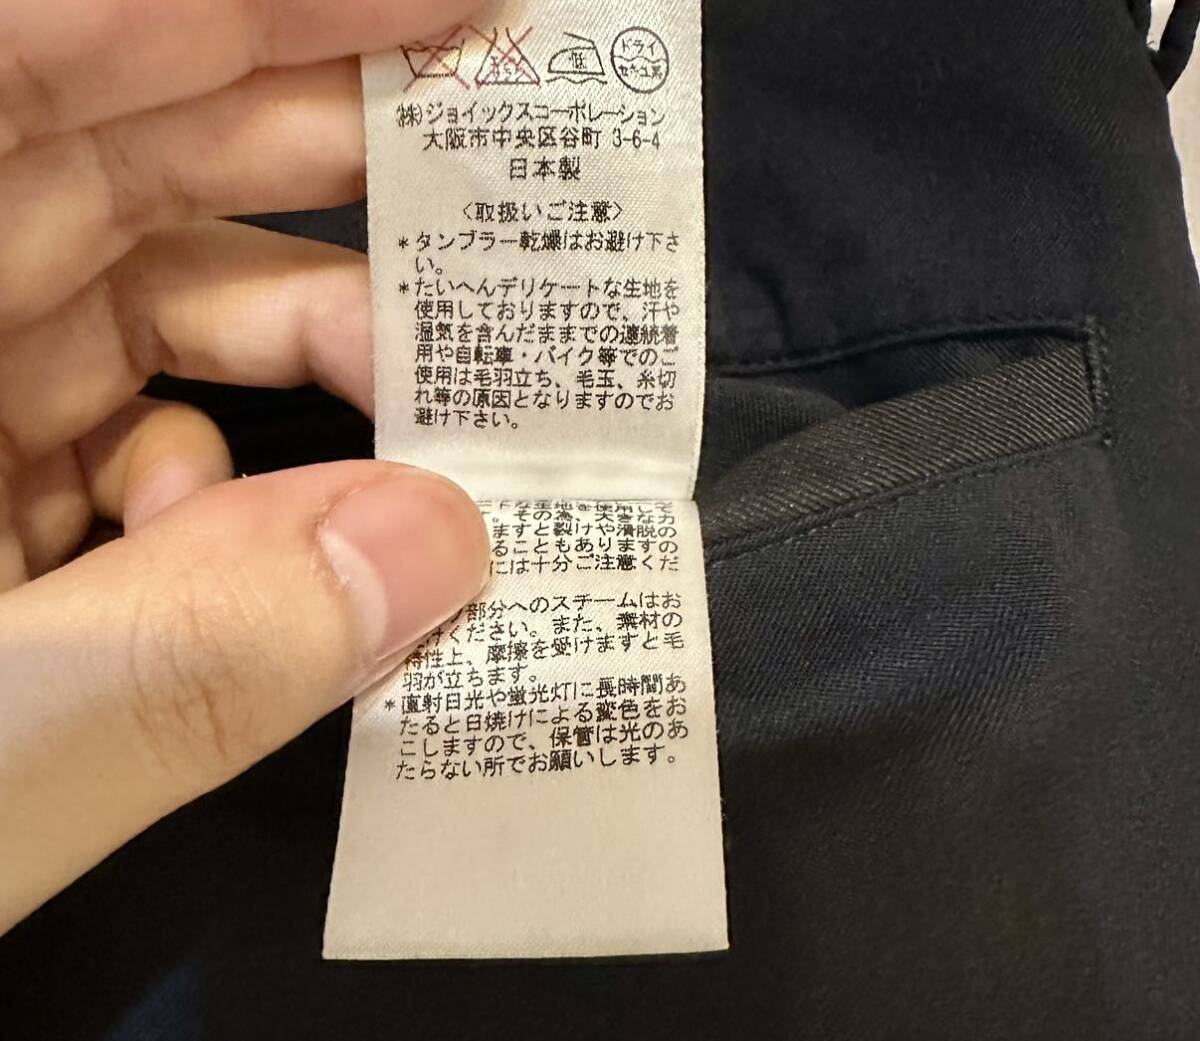 低
ドライ
セキユ系
(株)ジョイックスコーポレーション
大阪市中央区谷町 3-6-4
日本製
〈取扱いご注意〉
*タンブラー乾燥はお避け下さ
い。
*たいへんデリケートな生地を
使用しておりますので、汗や
湿気を含んだままでの連続着
用や自転車・バイク等でのご
使用は毛羽立ち、毛玉、糸切
れ等の原因となりますのでお
避け下さい。
ますと裂けや滑脱の
ることもありますの
には十分ご注意くだ
部分へのスチームはお
けください。また、素材の
特性上、摩擦を受けますと毛
羽が立ちます。
*直射日光や蛍光灯に長時間あ
たると日焼けによる変色をお
こしますので、保管は光のあ
たらない所でお願いします。